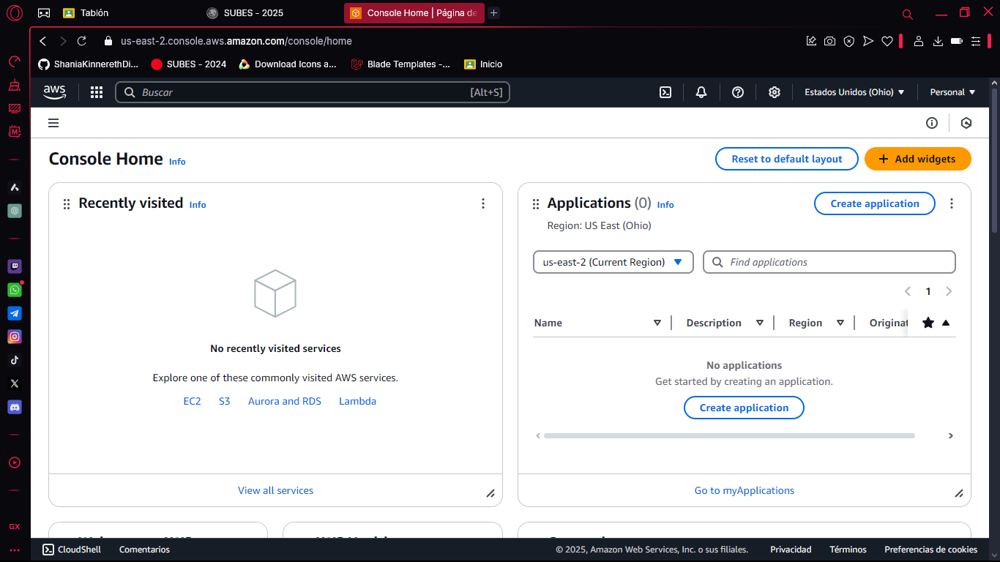 Tablón
SUBES - 2025
Console Home | Página de
us-east-2.console.aws.amazon.com/console/home
ShaniaKinnerethDi...
SUBES - 2024
Download Icons a...
Blade Templates -...
Inicio
aws
Buscar
[Alt+S]
Estados Unidos (Ohio)
Personal
Console Home
Info
Reset to default layout
Add widgets
Recently visited
Info
Applications (0)
Info
Create application
Region: US East (Ohio)
us-east-2 (Current Region)
Find applications
1
Name
Description
Region
Originat
No recently visited services
Explore one of these commonly visited AWS services.
EC2
S3
Aurora and RDS
Lambda
No applications
Get started by creating an application.
Create application
View all services
Go to myApplications
GX
CloudShell
Comentarios
© 2025, Amazon Web Services, Inc. o sus filiales.
Privacidad
Términos
Preferencias de cookies